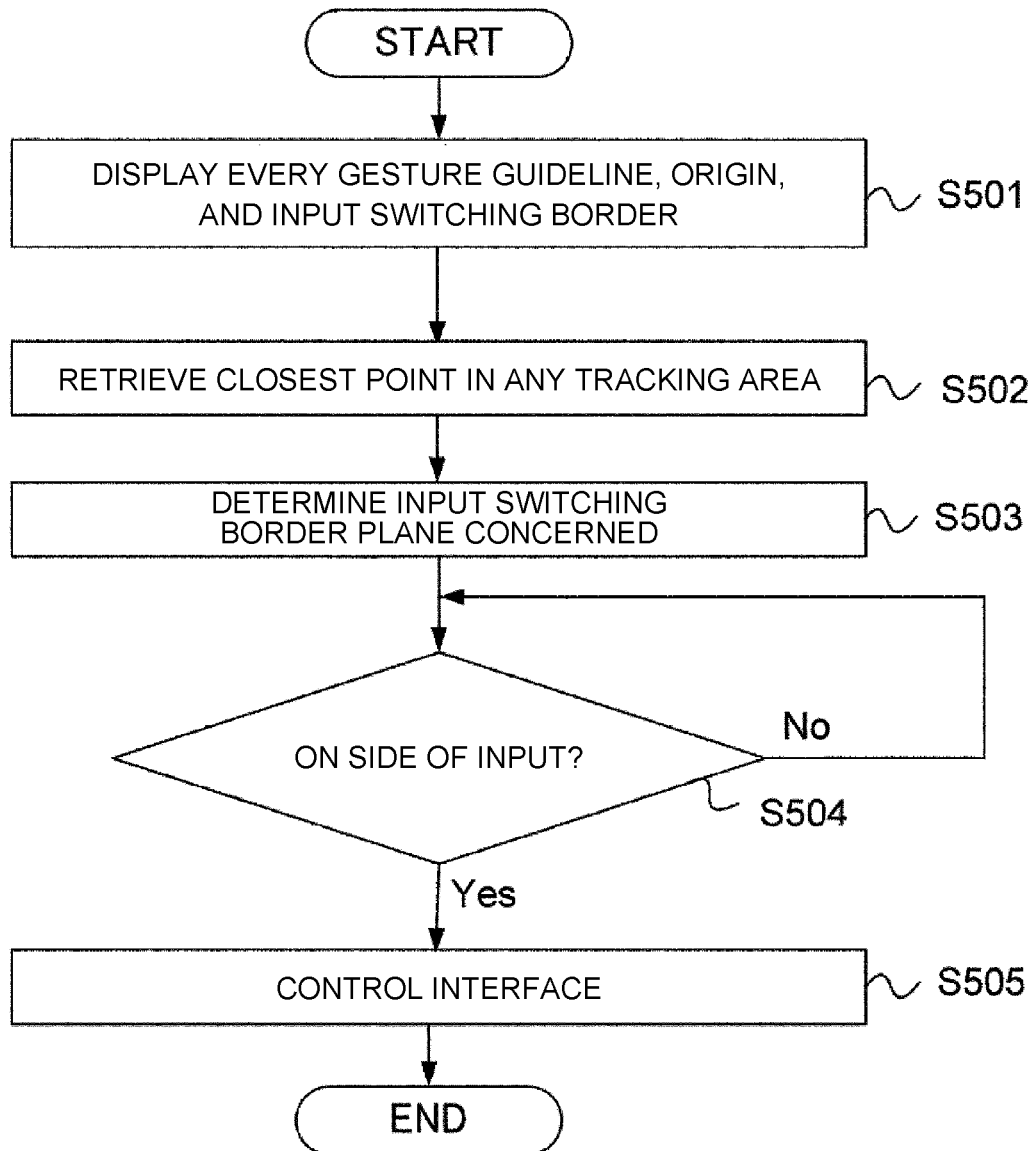 START
DISPLAY EVERY GESTURE GUIDELINE, ORIGIN,
AND INPUT SWITCHING BORDER
S501
RETRIEVE CLOSEST POINT IN ANY TRACKING AREA
S502
DETERMINE INPUT SWITCHING
BORDER PLANE CONCERNED
S503
ON SIDE OF INPUT?
No
S504
Yes
CONTROL INTERFACE
S505
END